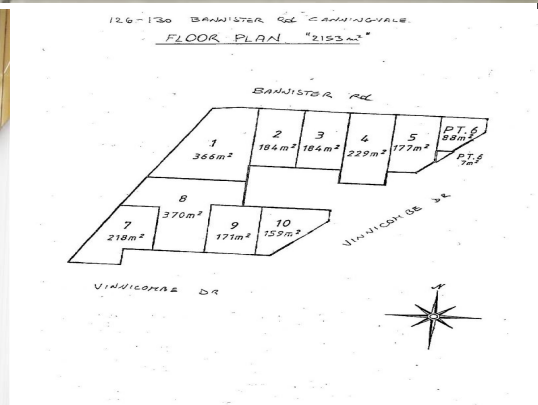 126-130 BANNISTER Rd CANNINGVALE.
FLOOR PLAN "2153m²"
BANNISTER Rd
1
366m²
2
184m²
3
184m²
4
229m²
5
177m²
PT.6
88m²
PT.6
7m²
8
370m²
7
218m²
9
171m²
10
159m²
VINNICOMBE DR
VINNICOMBE DR
N